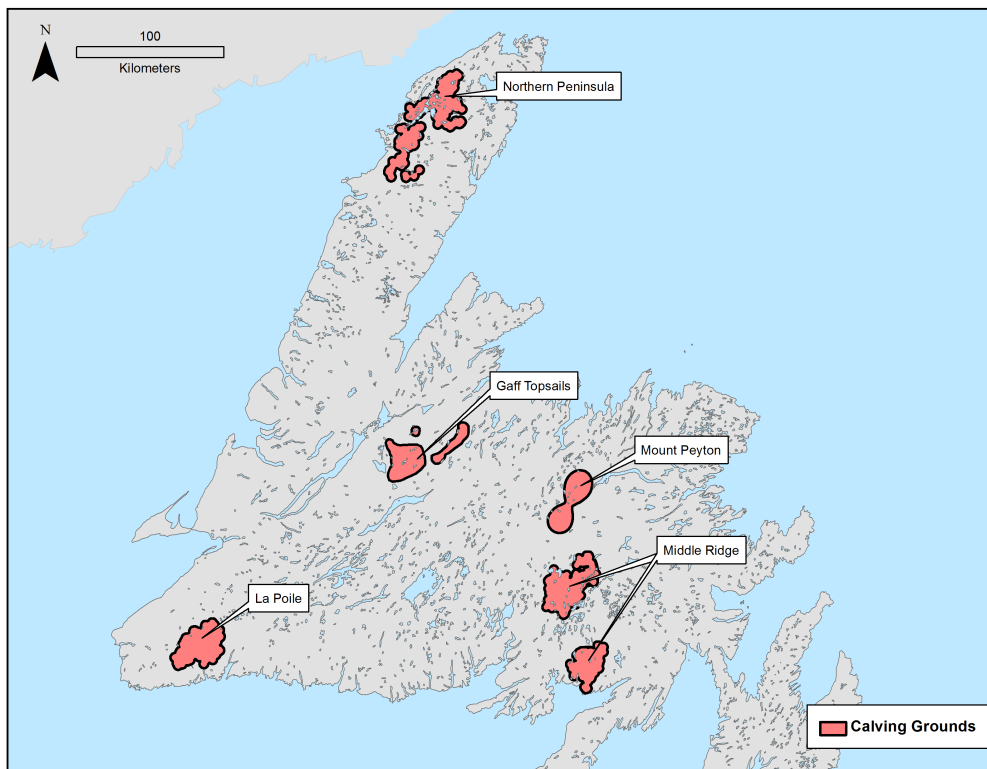 N
100
Kilometers
Northern Peninsula
Gaff Topsails
Mount Peyton
Middle Ridge
La Poile
Calving Grounds